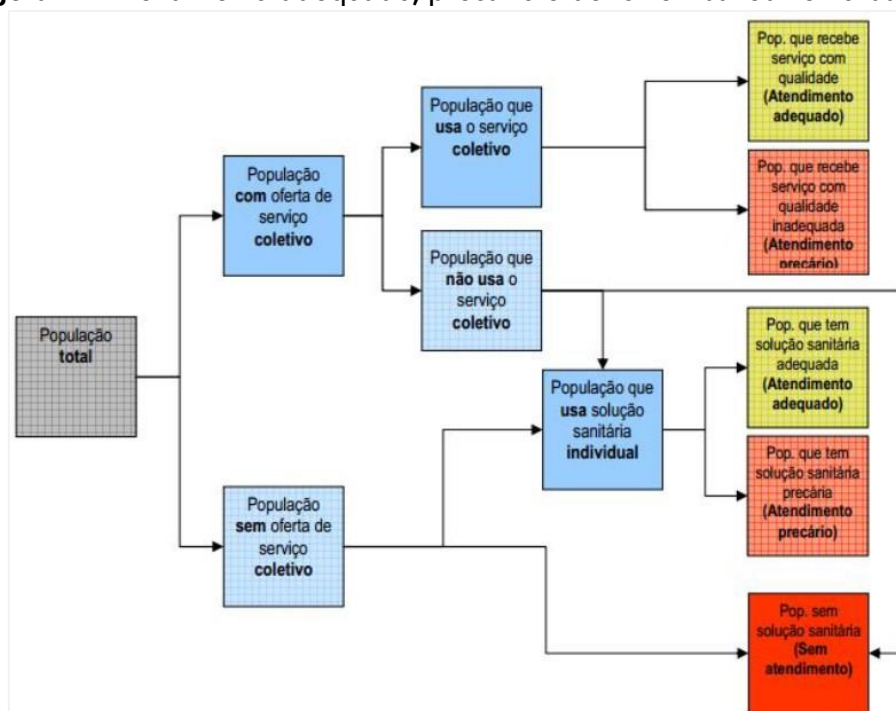 Pop. que recebe
serviço com
qualidade
(Atendimento
adequado)
População que
usa o serviço
coletivo
Pop. que recebe
serviço com
qualidade
inadequada
(Atendimento
precário)
População
com oferta de
serviço
coletivo
População que
não usa o
serviço
coletivo
População
total
Pop. que tem
solução sanitária
adequada
(Atendimento
adequado)
População que
usa solução
sanitária
individual
Pop. que tem
solução sanitária
precária
(Atendimento
precário)
População
sem oferta de
serviço
coletivo
Pop. sem
solução sanitária
(Sem
atendimento)